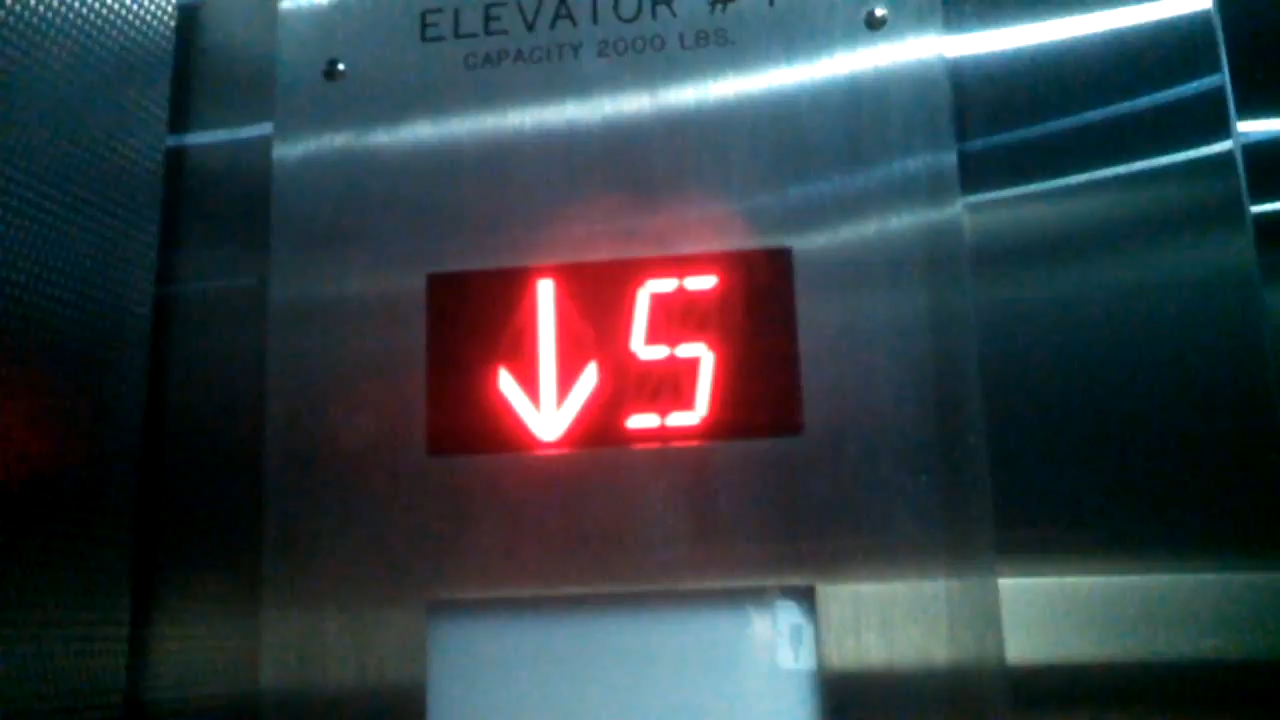 ELEVATOR #
CAPACITY 2000 LBS.
↓ 5